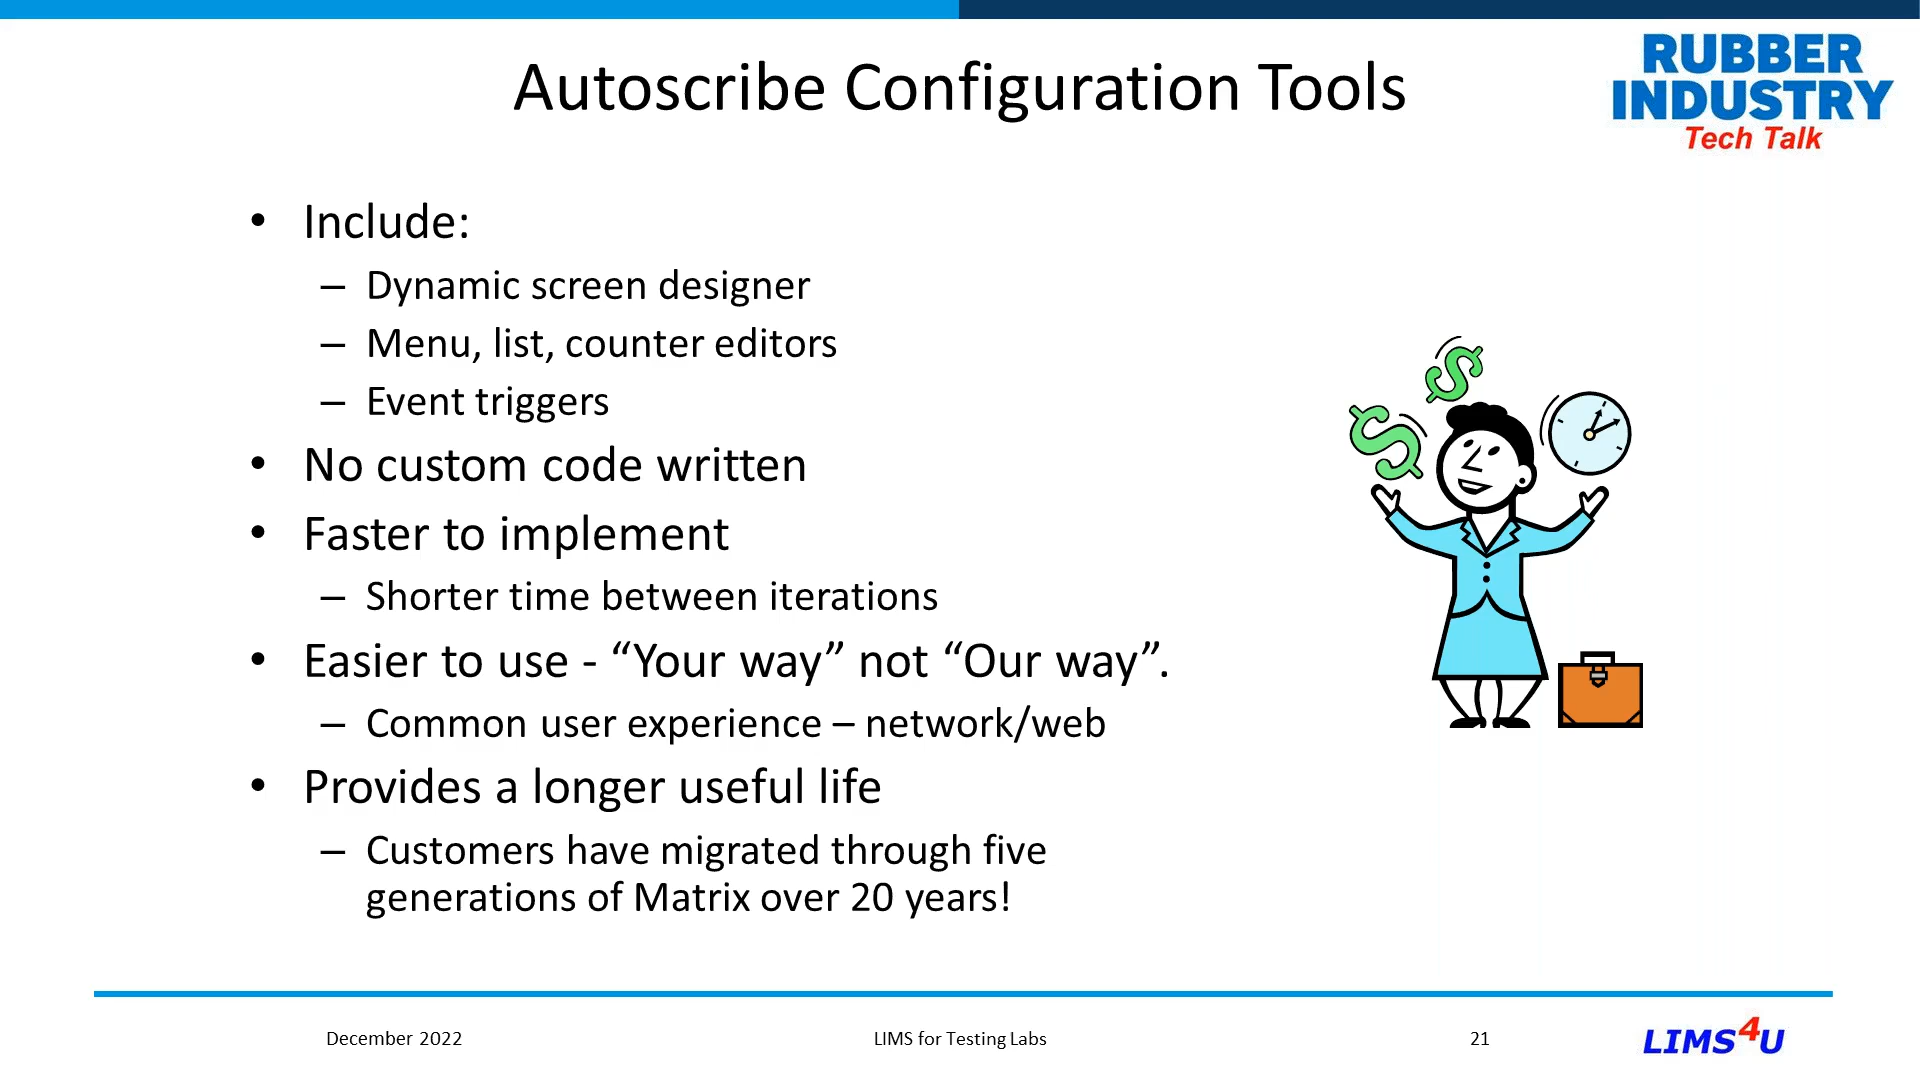 RUBBER
INDUSTRY
Tech Talk
Autoscribe Configuration Tools
• Include:
– Dynamic screen designer
– Menu, list, counter editors
– Event triggers
• No custom code written
• Faster to implement
– Shorter time between iterations
• Easier to use - “Your way” not “Our way”.
– Common user experience – network/web
• Provides a longer useful life
– Customers have migrated through five
generations of Matrix over 20 years!
$
$
December 2022
LIMS for Testing Labs
21
LIMS4U